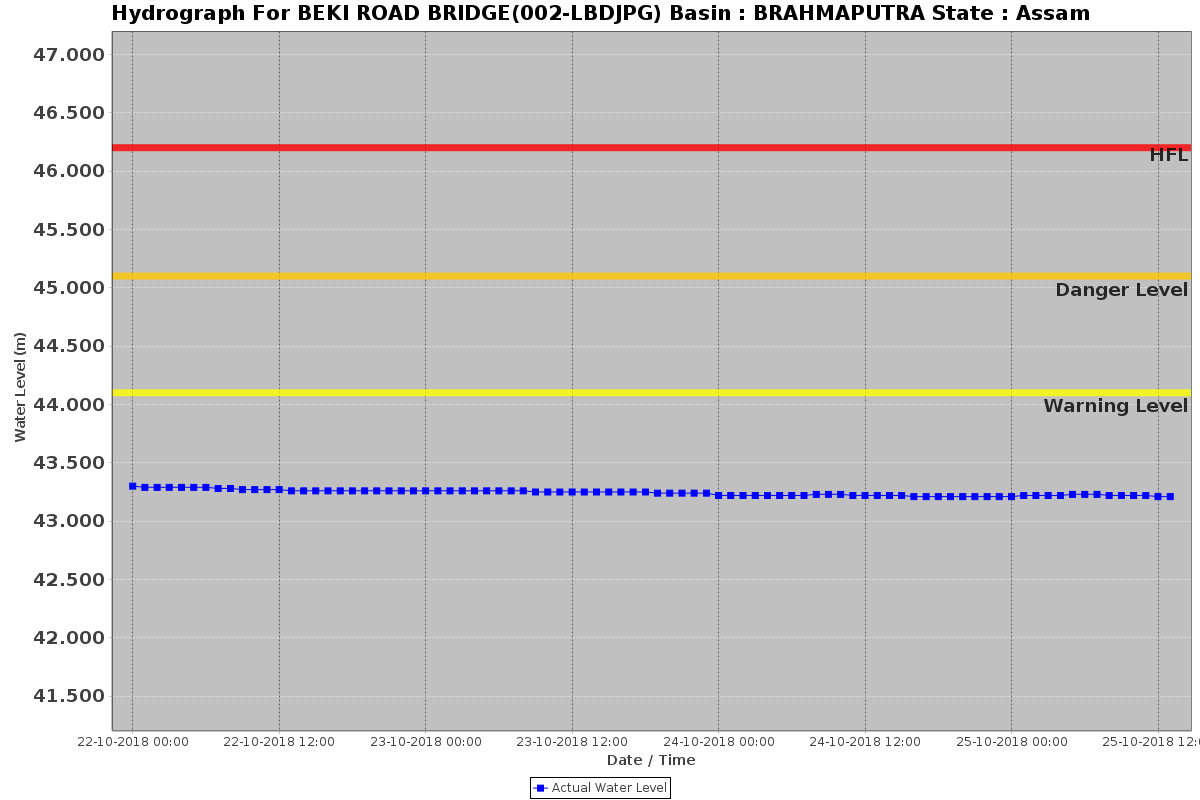 Hydrograph For BEKI ROAD BRIDGE(002-LBDJPG) Basin : BRAHMAPUTRA State : Assam
47.000
46.500
HFL
46.000
45.500
45.000
Danger Level
44.500
44.000
Warning Level
43.500
43.000
42.500
42.000
41.500
Water Level (m)
22-10-2018 00:00 22-10-2018 12:00 23-10-2018 00:00 23-10-2018 12:00 24-10-2018 00:00 24-10-2018 12:00 25-10-2018 00:00 25-10-2018 12:0
Date / Time
Actual Water Level